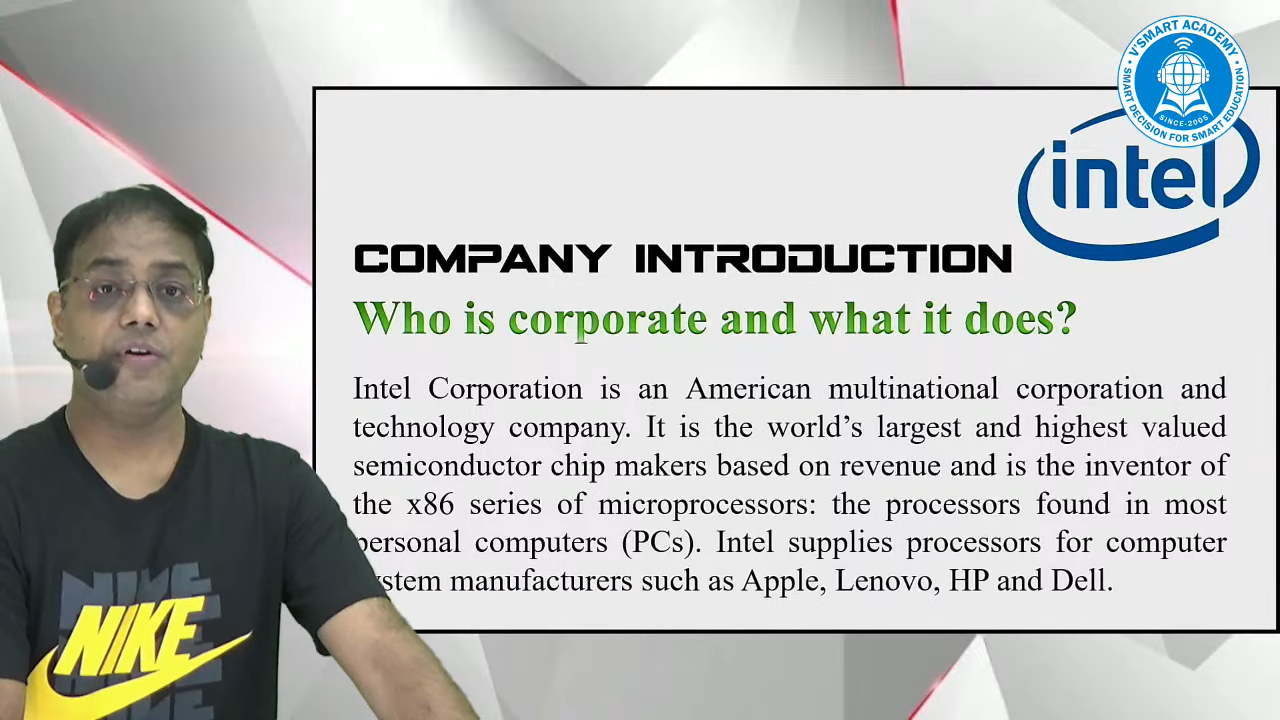 V'SMART ACADEMY
SMART DECISION FOR SMART EDUCATION
SINCE-2005
intel
COMPANY INTRODUCTION
Who is corporate and what it does?
Intel Corporation is an American multinational corporation and
technology company. It is the world’s largest and highest valued
semiconductor chip makers based on revenue and is the inventor of
the x86 series of microprocessors: the processors found in most
personal computers (PCs). Intel supplies processors for computer
system manufacturers such as Apple, Lenovo, HP and Dell.
NIKE
NIKE